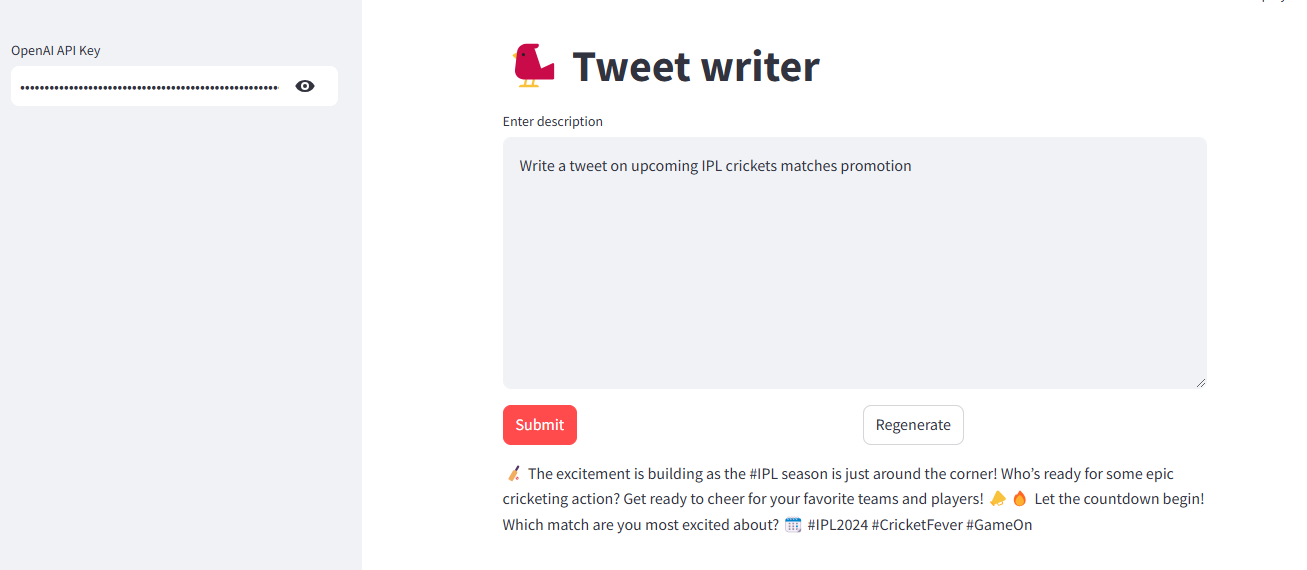 OpenAI API Key
Tweet writer
Enter description
Write a tweet on upcoming IPL crickets matches promotion
Submit
Regenerate
🏏 The excitement is building as the #IPL season is just around the corner! Who's ready for some epic
cricketing action? Get ready to cheer for your favorite teams and players! 📣🔥 Let the countdown begin!
Which match are you most excited about? 🗓️ #IPL2024 #CricketFever #GameOn